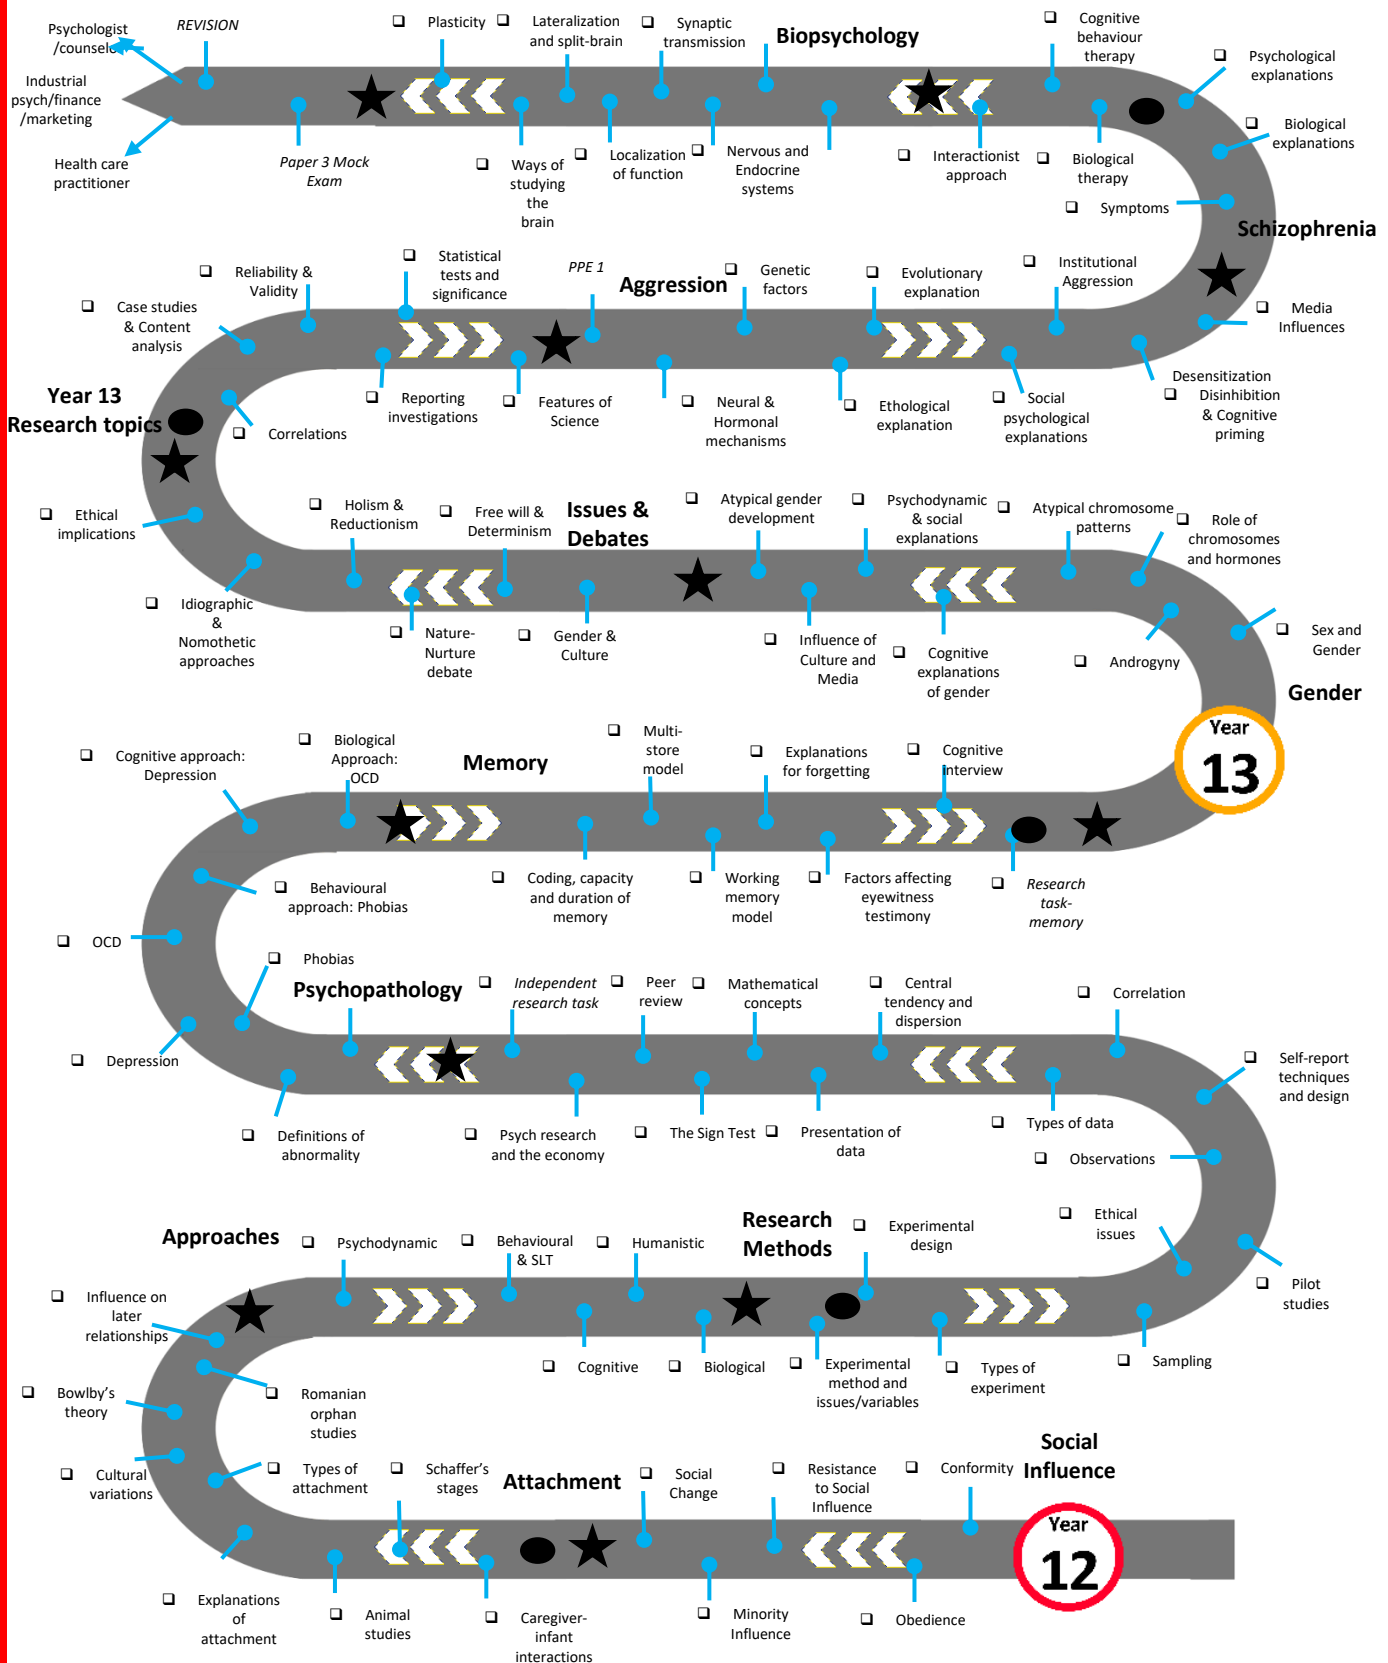 Psychologist
/counselor
REVISION
Industrial
psych/finance
/marketing
Health care
practitioner
Paper 3 Mock
Exam
❑ Plasticity
❑ Lateralization
and split-brain
❑ Synaptic
transmission
Biopsychology
❑ Cognitive
behaviour
therapy
❑ Psychological
explanations
❑ Biological
explanations
❑ Ways of
studying
the
brain
❑ Localization
of function
❑ Nervous and
Endocrine
systems
❑ Interactionist
approach
❑ Biological
therapy
❑ Symptoms
Schizophrenia
❑ Case studies
& Content
analysis
❑ Reliability &
Validity
❑ Statistical
tests and
significance
PPE 1
Aggression
❑ Genetic
factors
❑ Evolutionary
explanation
❑ Institutional
Aggression
❑ Media
Influences
Year 13
Research topics
❑ Correlations
❑ Reporting
investigations
❑ Features of
Science
❑ Neural &
Hormonal
mechanisms
❑ Ethological
explanation
❑ Social
psychological
explanations
Desensitization
❑ Disinhibition
& Cognitive
priming
❑ Ethical
implications
❑ Idiographic
&
Nomothetic
approaches
❑ Holism &
Reductionism
❑ Free will &
Determinism
Issues &
Debates
❑ Atypical gender
development
❑ Psychodynamic
& social
explanations
❑ Atypical chromosome
patterns
❑ Role of
chromosomes
and hormones
❑ Nature-
Nurture
debate
❑ Gender &
Culture
❑ Influence of
Culture and
Media
❑ Cognitive
explanations
of gender
❑ Androgyny
❑ Sex and
Gender
Gender
Year
13
❑ Cognitive approach:
Depression
❑ Biological
Approach:
OCD
Memory
❑ Multi-
store
model
❑ Explanations
for forgetting
❑ Cognitive
interview
❑ Behavioural
approach: Phobias
❑ Coding, capacity
and duration of
memory
❑ Working
memory
model
❑ Factors affecting
eyewitness
testimony
❑ Research
task-
memory
❑ OCD
❑ Phobias
❑ Depression
Psychopathology
❑ Independent
research task
❑ Peer
review
❑ Mathematical
concepts
❑ Central
tendency and
dispersion
❑ Correlation
❑ Self-report
techniques
and design
❑ Definitions of
abnormality
❑ Psych research
and the economy
❑ The Sign Test
❑ Presentation of
data
❑ Types of data
❑ Observations
❑ Ethical
issues
❑ Pilot
studies
Approaches
❑ Psychodynamic
❑ Behavioural
& SLT
❑ Humanistic
Research
Methods
❑ Experimental
design
❑ Influence on
later
relationships
❑ Cognitive
❑ Biological
❑ Experimental
method and
issues/variables
❑ Types of
experiment
❑ Sampling
❑ Bowlby's
theory
❑ Romanian
orphan
studies
❑ Cultural
variations
❑ Types of
attachment
❑ Schaffer's
stages
Attachment
❑ Social
Change
❑ Resistance
to Social
Influence
❑ Conformity
Social
Influence
Year
12
❑ Explanations
of
attachment
❑ Animal
studies
❑ Caregiver-
infant
interactions
❑ Minority
Influence
❑ Obedience